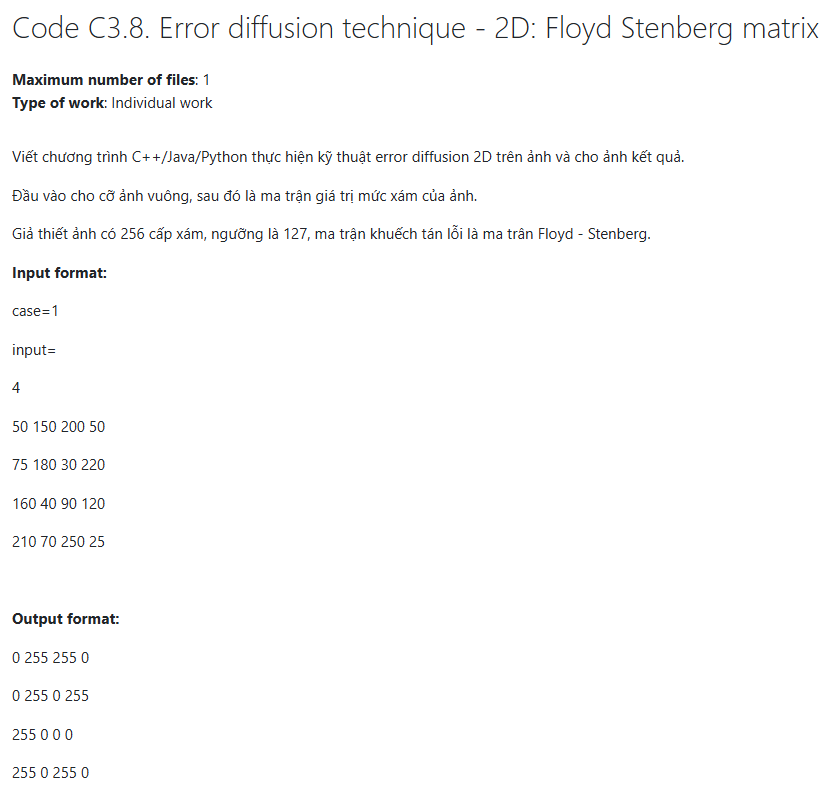 Code C3.8. Error diffusion technique - 2D: Floyd Stenberg matrix
Maximum number of files: 1
Type of work: Individual work
Viết chương trình C++/Java/Python thực hiện kỹ thuật error diffusion 2D trên ảnh và cho ảnh kết quả.
Đầu vào cho cỡ ảnh vuông, sau đó là ma trận giá trị mức xám của ảnh.
Giả thiết ảnh có 256 cấp xám, ngưỡng là 127, ma trận khuếch tán lỗi là ma trân Floyd - Stenberg.
Input format:
case=1
input=
4
50 150 200 50
75 180 30 220
160 40 90 120
210 70 250 25
Output format:
0 255 255 0
0 255 0 255
255 0 0 0
255 0 255 0